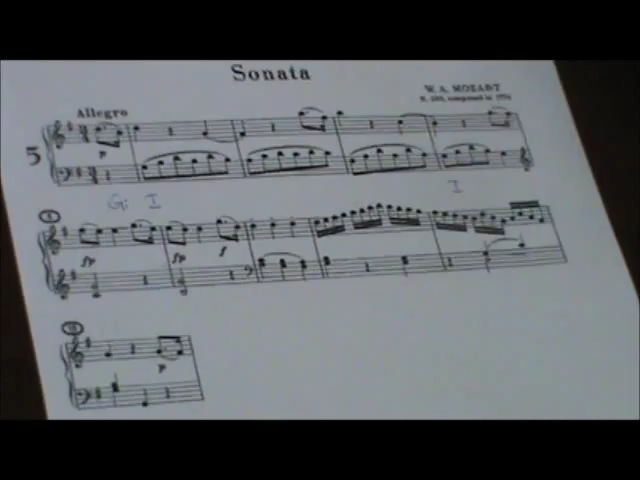 Sonata
W. A. MOZART
Allegro
5
p
G: I
I
fp fp f
p